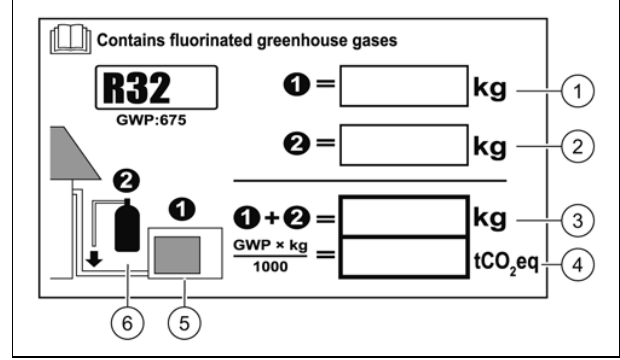 Contains fluorinated greenhouse gases
R32
GWP:675
❶ = kg ①
❷ = kg ②
❷
❶
❶+❷ = kg ③
GWP × kg
1000
= tCO₂eq ④
⑥ ⑤